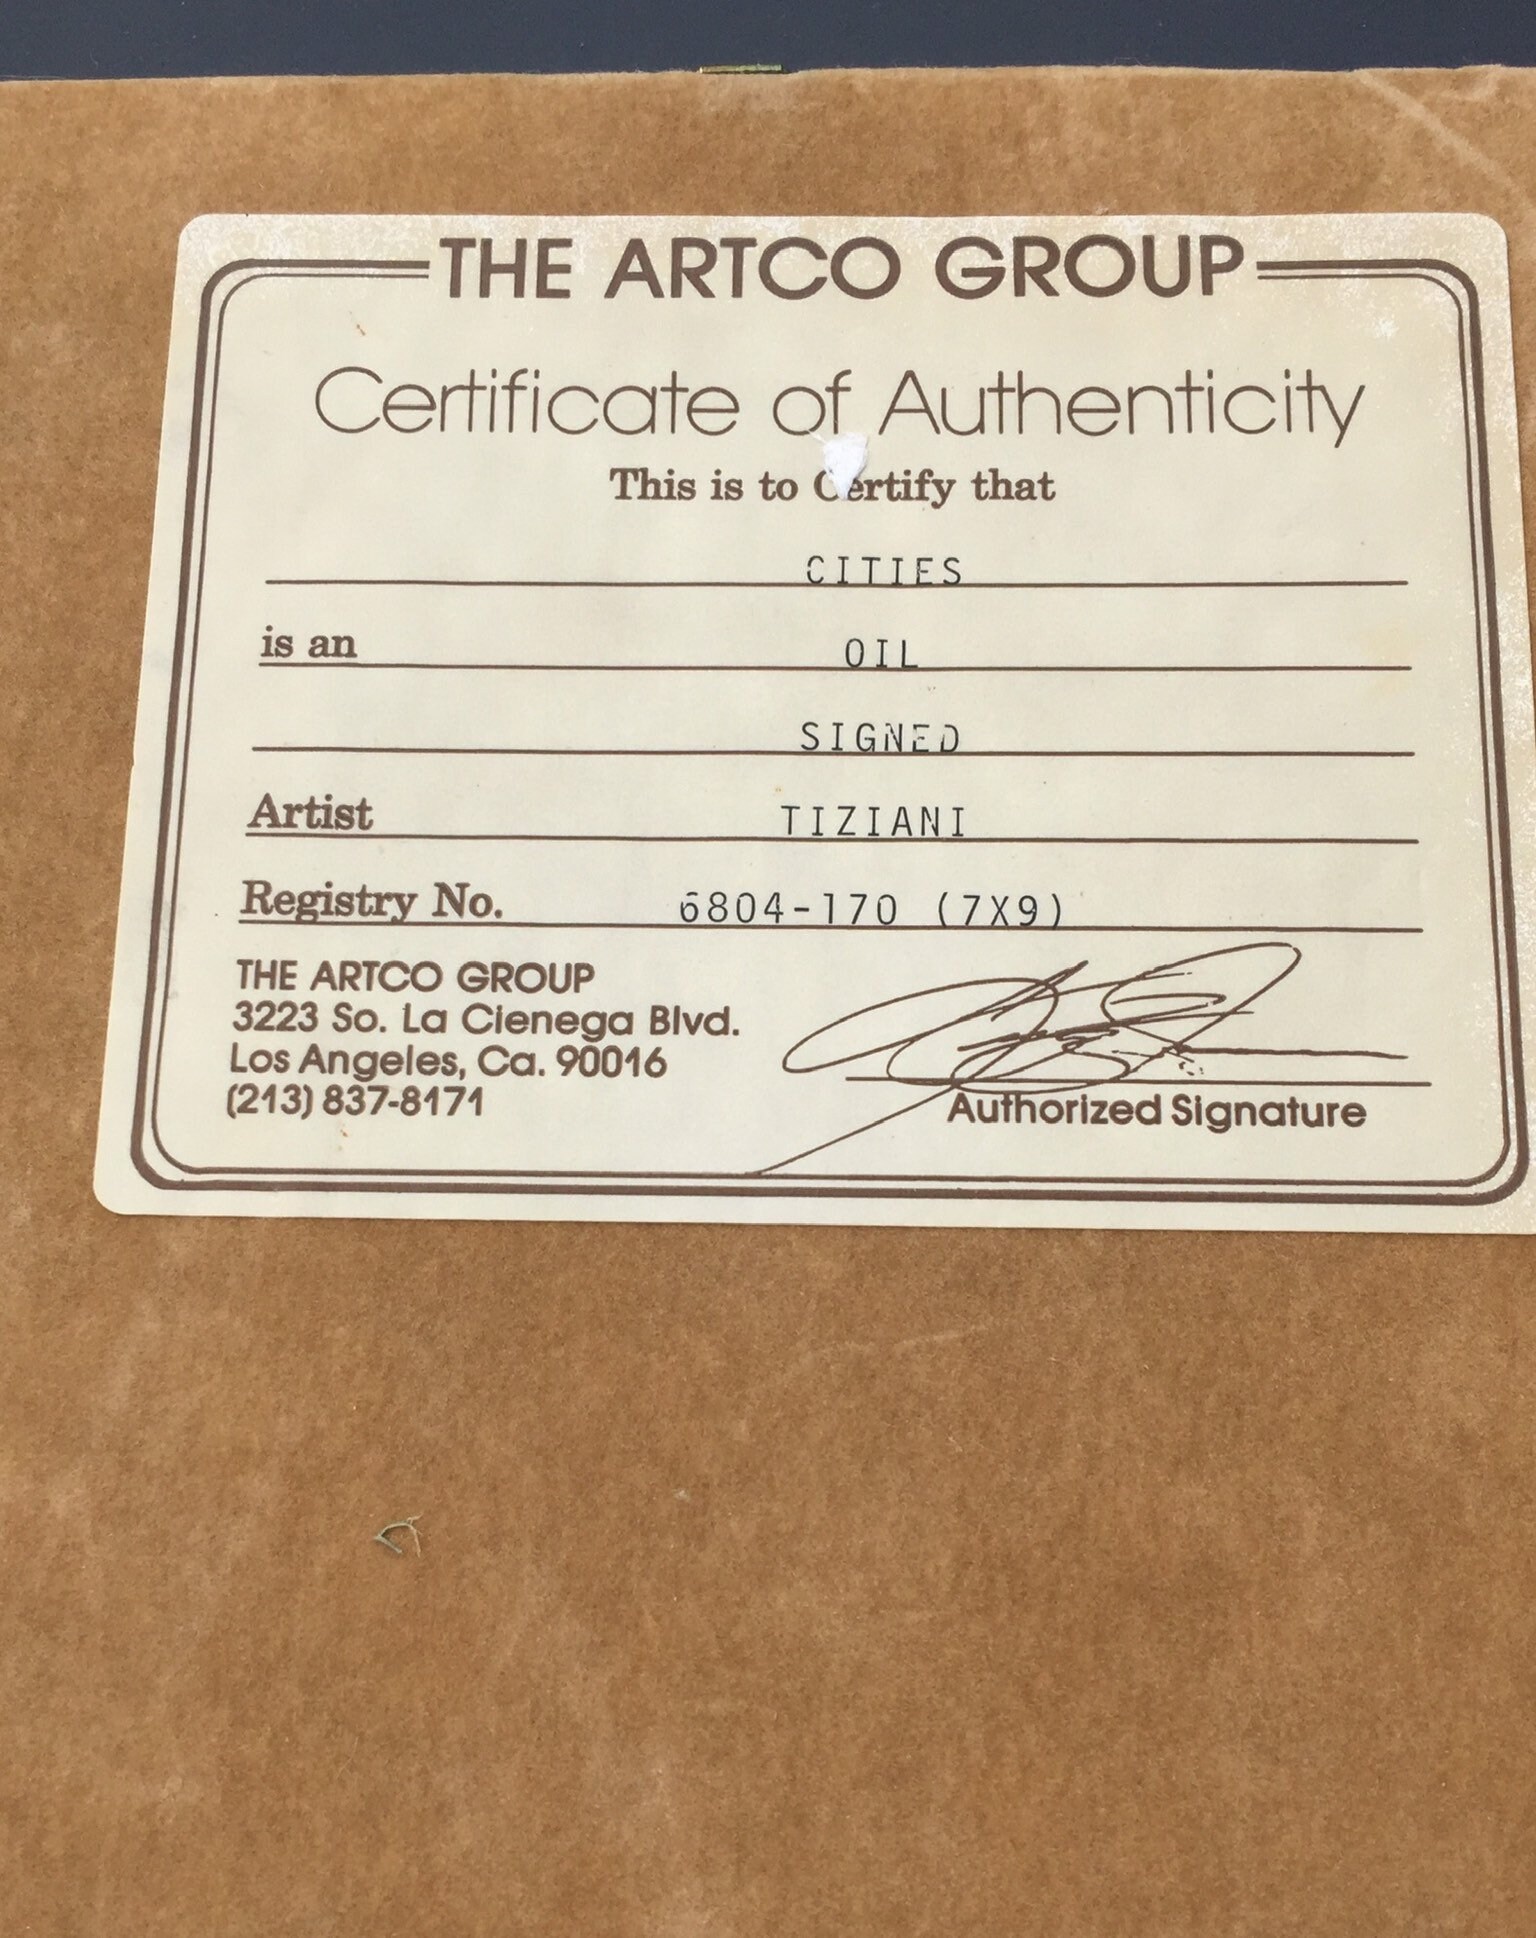 THE ARTCO GROUP
Certificate of Authenticity
This is to Certify that
CITIES
is an OIL
SIGNED
Artist TIZIANI
Registry No. 6804-170 (7X9)
THE ARTCO GROUP
3223 So. La Cienega Blvd.
Los Angeles, Ca. 90016
(213) 837-8171
Authorized Signature